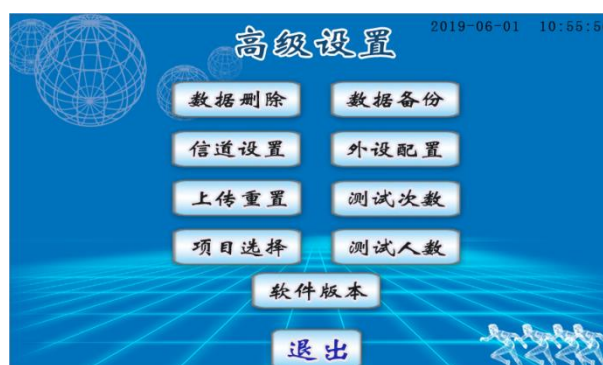 高级设置 2019-06-01 10:55:5
数据删除 数据备份
信道设置 外设配置
上传重置 测试次数
项目选择 测试人数
软件版本
退出